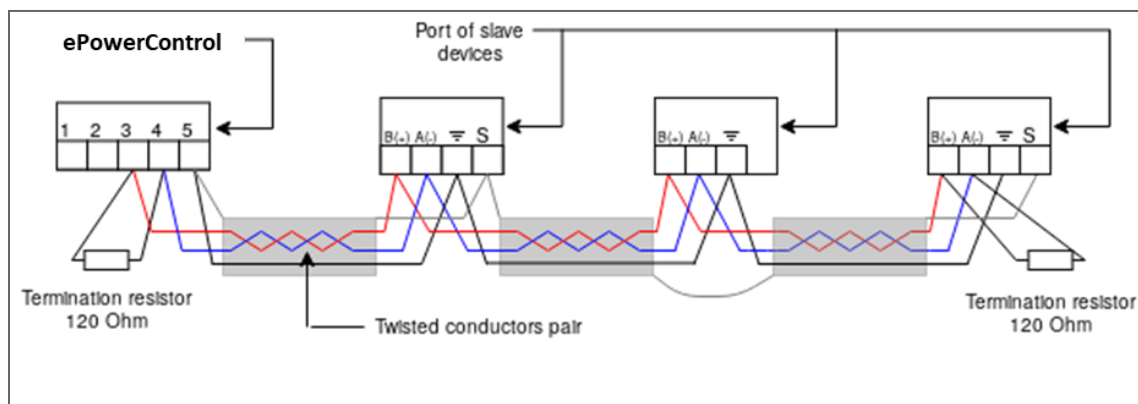 ePowerControl
Port of slave
devices
1 2 3 4 5
B(+) A(-) S
B(+) A(-)
B(+) A(-) S
Termination resistor
120 Ohm
Twisted conductors pair
Termination resistor
120 Ohm